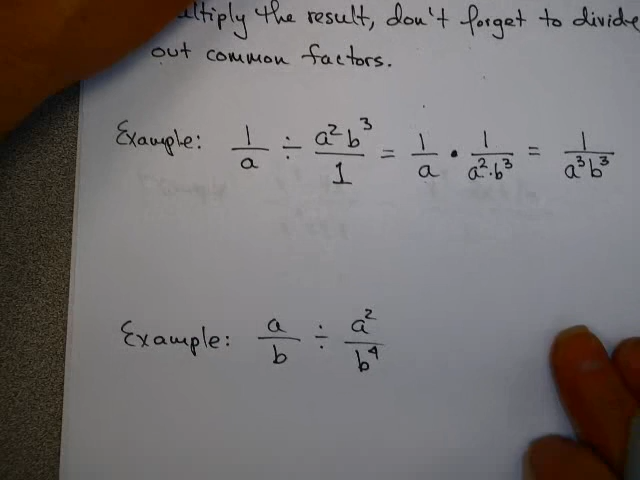 the result, don't forget to divide
out common factors.
Example: 1/a ÷ a²b³/1 = 1/a • 1/a²·b³ = 1/a³b³
Example: a/b ÷ a²/b⁴